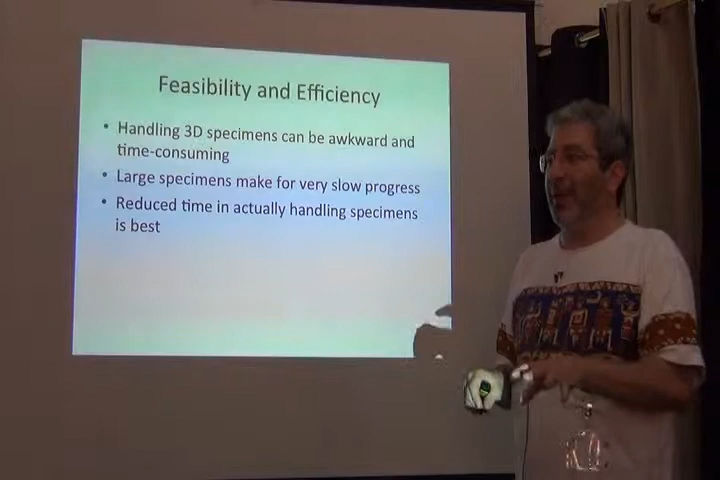 Feasibility and Efficiency
• Handling 3D specimens can be awkward and
time-consuming
• Large specimens make for very slow progress
• Reduced time in actually handling specimens
is best